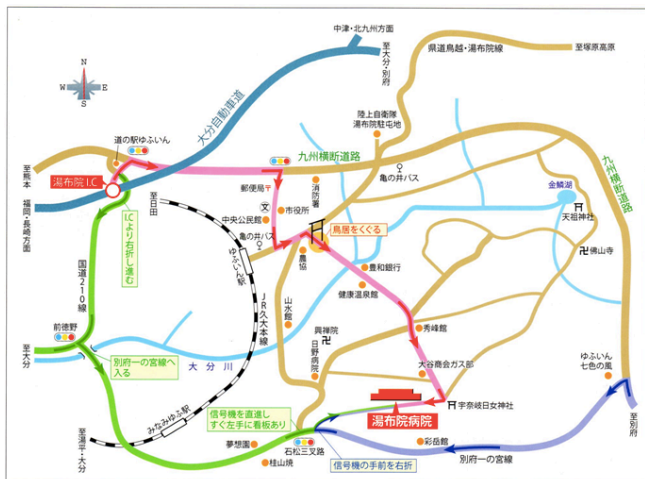 中津・北九州方面
至大分・別府
県道鳥越・湯布院線
至塚原高原
N
W
E
S
大分自動車道
陸上自衛隊
湯布院駐屯地
道の駅ゆふいん
九州横断道路
九州横断道路
至熊本
湯布院 I.C
郵便局〒
消防署
亀の井バス
金鱗湖
福岡・長崎方面
至日田
文
市役所
中央公民館
天祖神社
I.Cより右折し進む
亀の井バス
鳥居をくぐる
佛山寺
ゆふいん駅
農協
豊和銀行
国道210線
JR久大本線
健康温泉館
山水館
前徳野
秀峰館
興禅院
至大分
大分川
日野病院
別府一の宮線へ
入る
大谷商会ガス部
ゆふいん
七色の風
みなみゆふ駅
宇奈岐日女神社
信号機を直進し
すぐ左手に看板あり
湯布院病院
至別府
至湯平・大分
夢想園
石松三叉路
彩岳館
別府一の宮線
桂山焼
信号機の手前を右折